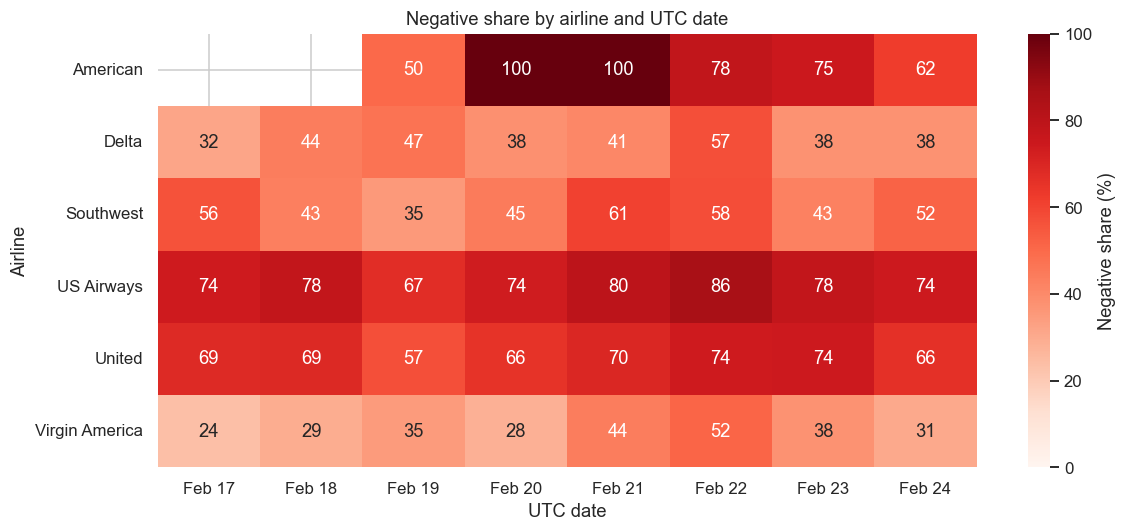 Negative share by airline and UTC date
American 50 100 100 78 75 62
Delta 32 44 47 38 41 57 38 38
Southwest 56 43 35 45 61 58 43 52
US Airways 74 78 67 74 80 86 78 74
United 69 69 57 66 70 74 74 66
Virgin America 24 29 35 28 44 52 38 31
Feb 17 Feb 18 Feb 19 Feb 20 Feb 21 Feb 22 Feb 23 Feb 24
UTC date
Airline
100
80
60
40
20
0
Negative share (%)